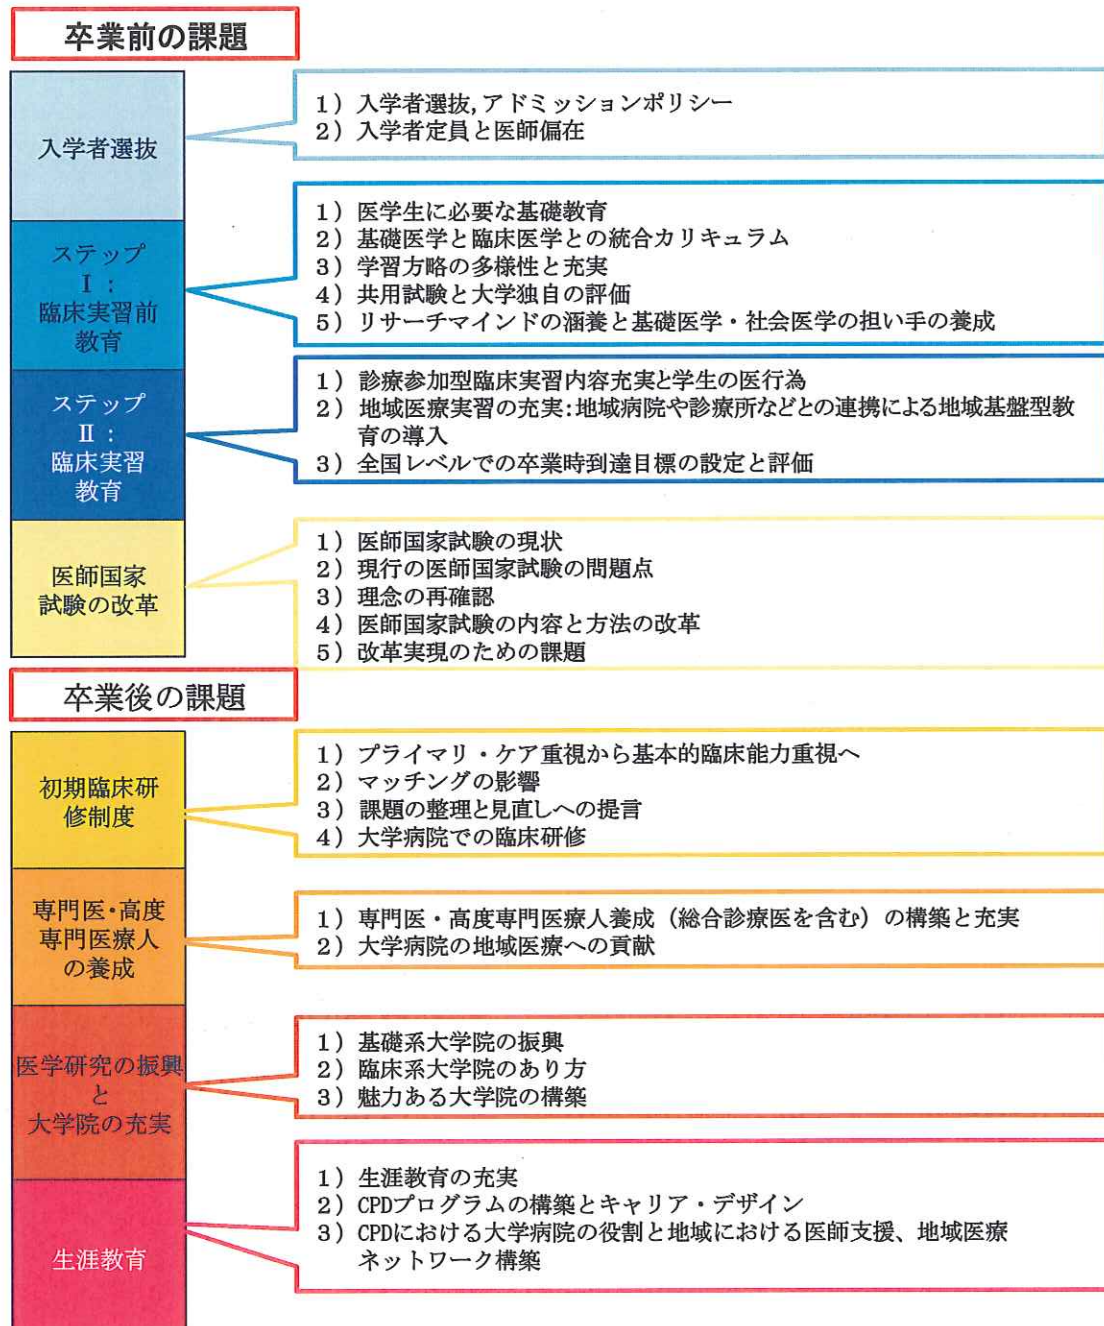 卒業前の課題
入学者選抜
1）入学者選抜,アドミッションポリシー
2）入学者定員と医師偏在
ステップ
Ⅰ：
臨床実習前
教育
1）医学生に必要な基礎教育
2）基礎医学と臨床医学との統合カリキュラム
3）学習方略の多様性と充実
4）共用試験と大学独自の評価
5）リサーチマインドの涵養と基礎医学・社会医学の担い手の養成
ステップ
Ⅱ：
臨床実習
教育
1）診療参加型臨床実習内容充実と学生の医行為
2）地域医療実習の充実:地域病院や診療所などとの連携による地域基盤型教
育の導入
3）全国レベルでの卒業時到達目標の設定と評価
医師国家
試験の改革
1）医師国家試験の現状
2）現行の医師国家試験の問題点
3）理念の再確認
4）医師国家試験の内容と方法の改革
5）改革実現のための課題
卒業後の課題
初期臨床研
修制度
1）プライマリ・ケア重視から基本的臨床能力重視へ
2）マッチングの影響
3）課題の整理と見直しへの提言
4）大学病院での臨床研修
専門医・高度
専門医療人
の養成
1）専門医・高度専門医療人養成（総合診療医を含む）の構築と充実
2）大学病院の地域医療への貢献
医学研究の振興
と
大学院の充実
1）基礎系大学院の振興
2）臨床系大学院のあり方
3）魅力ある大学院の構築
生涯教育
1）生涯教育の充実
2）CPDプログラムの構築とキャリア・デザイン
3）CPDにおける大学病院の役割と地域における医師支援、地域医療
ネットワーク構築